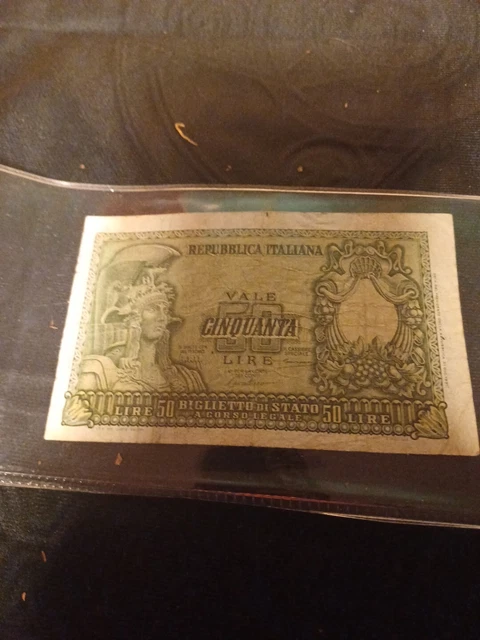 REPUBBLICA ITALIANA
VALE
50
CINQUANTA
LIRE
LIRE 50 BIGLIETTO DI STATO 50 LIRE
A CORSO LEGALE